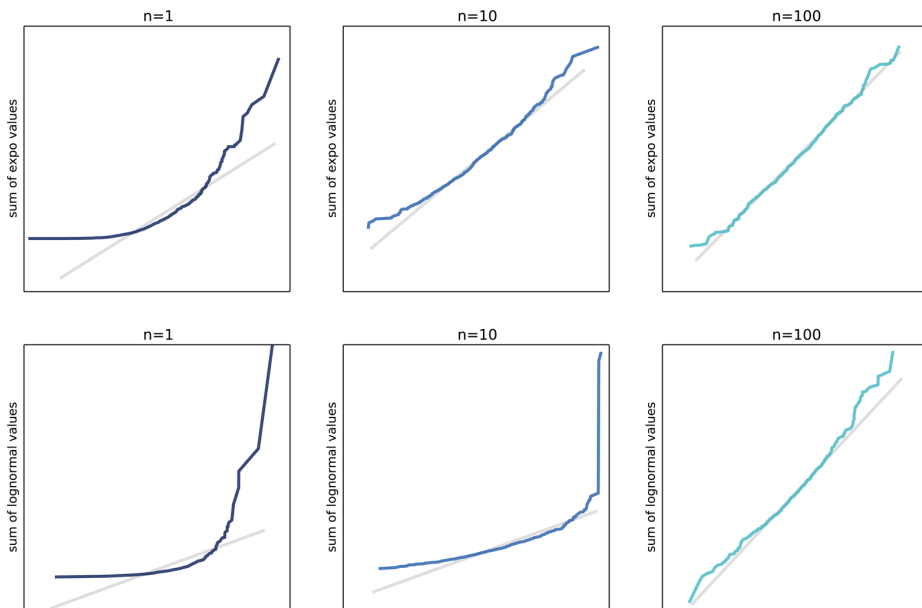 n=1
n=10
n=100
sum of expo values
sum of expo values
sum of expo values
n=1
n=10
n=100
sum of lognormal values
sum of lognormal values
sum of lognormal values